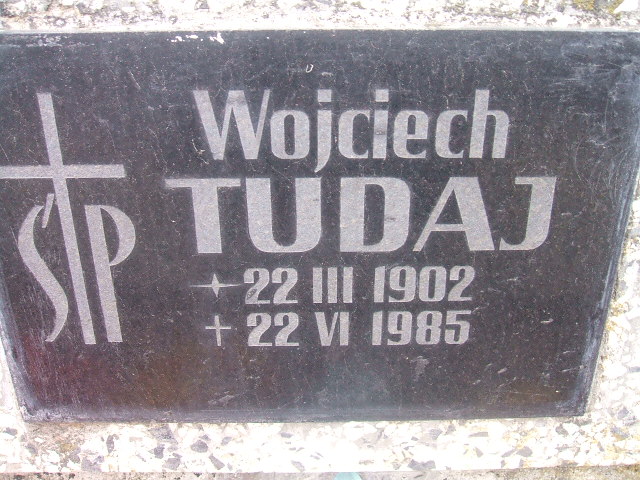 ŚP
Wojciech
TUDAJ
22 III 1902
22 VI 1985